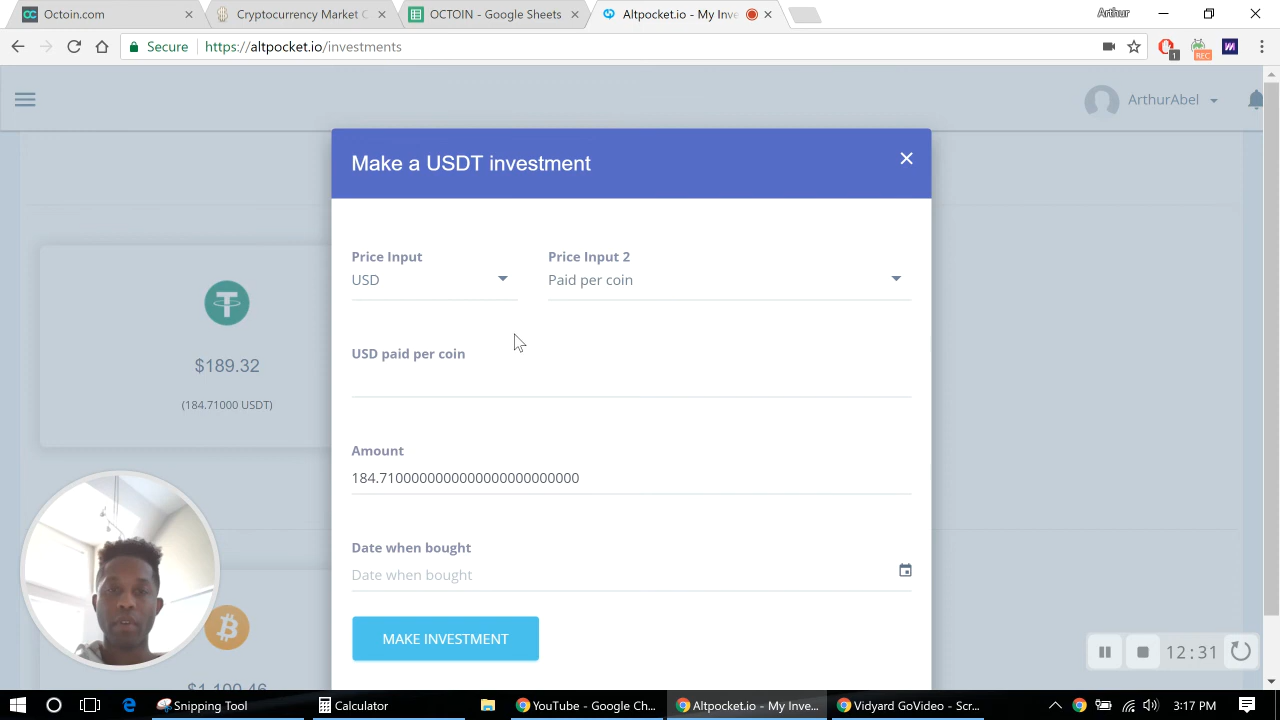 Octoin.com
Cryptocurrency Market C
OCTOIN - Google Sheets
Altpocket.io - My Inve
Arthur
Secure
https://altpocket.io/investments
1
REC
ArthurAbel
Make a USDT investment
Price Input
Price Input 2
USD
Paid per coin
USD paid per coin
$189.32
(184.71000 USDT)
Amount
184.7100000000000000000000000
Date when bought
Date when bought
MAKE INVESTMENT
12:31
Snipping Tool
Calculator
YouTube - Google Ch...
Altpocket.io - My Inve...
Vidyard GoVideo - Scr...
3:17 PM